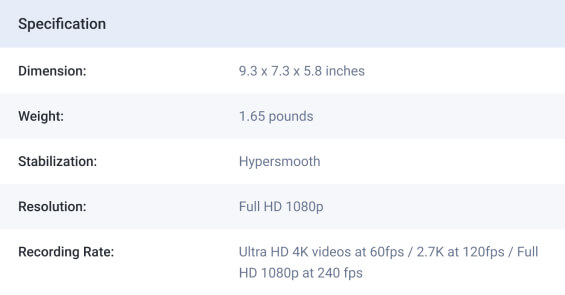 Specification
Dimension: 9.3 x 7.3 x 5.8 inches
Weight: 1.65 pounds
Stabilization: Hypersmooth
Resolution: Full HD 1080p
Recording Rate: Ultra HD 4K videos at 60fps / 2.7K at 120fps / Full
HD 1080p at 240 fps